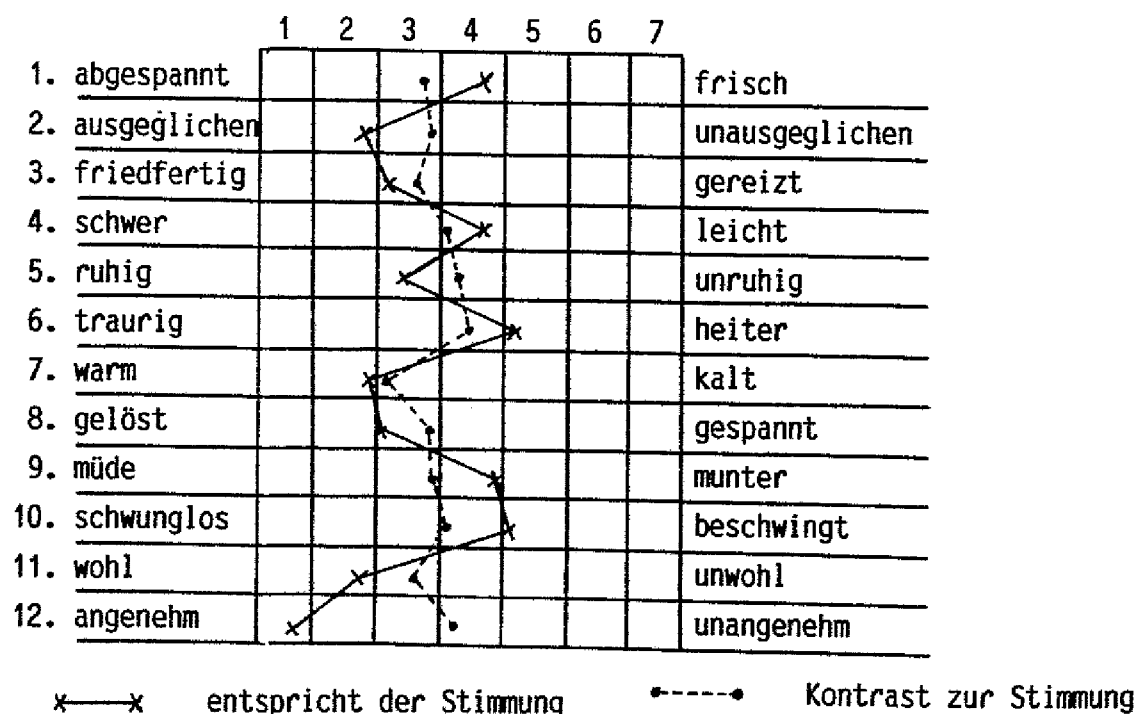 1 2 3 4 5 6 7
1. abgespannt frisch
2. ausgeglichen unausgeglichen
3. friedfertig gereizt
4. schwer leicht
5. ruhig unruhig
6. traurig heiter
7. warm kalt
8. gelöst gespannt
9. müde munter
10. schwunglos beschwingt
11. wohl unwohl
12. angenehm unangenehm
entspricht der Stimmung Kontrast zur Stimmung